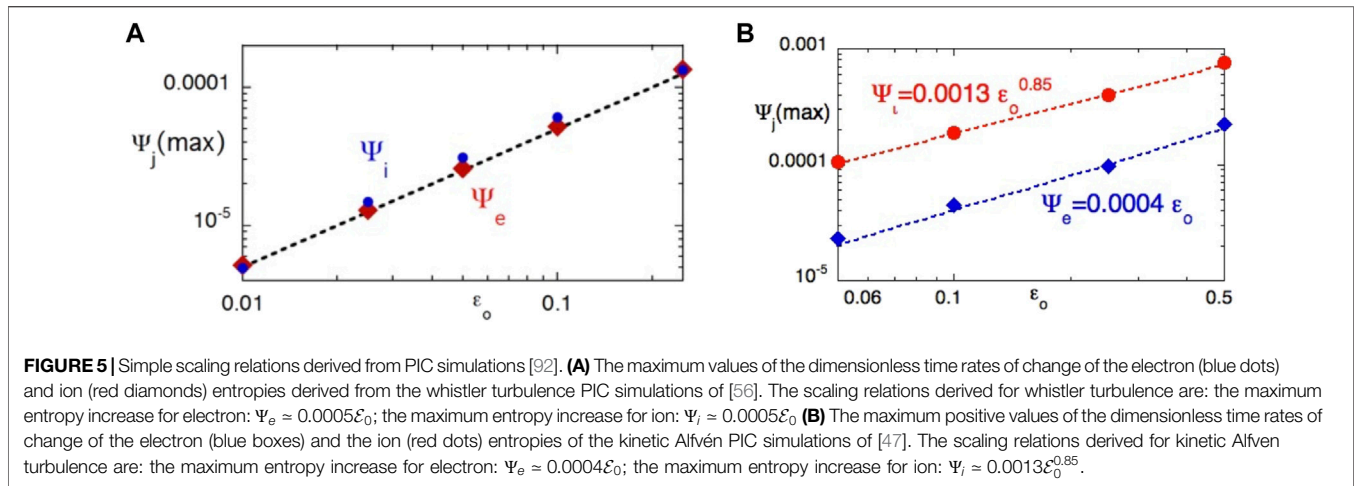 A
0.0001
Ψj(max)
Ψi
Ψe
10-5
0.01
εo
0.1
B
0.001
Ψι=0.0013 εo0.85
Ψj(max)
0.0001
Ψe=0.0004 εo
10-5
0.06
0.1
εo
0.5
FIGURE 5 | Simple scaling relations derived from PIC simulations [92]. (A) The maximum values of the dimensionless time rates of change of the electron (blue dots)
and ion (red diamonds) entropies derived from the whistler turbulence PIC simulations of [56]. The scaling relations derived for whistler turbulence are: the maximum
entropy increase for electron: Ψe ≃ 0.0005ℰ0; the maximum entropy increase for ion: Ψi ≃ 0.0005ℰ0 (B) The maximum positive values of the dimensionless time rates of
change of the electron (blue boxes) and the ion (red dots) entropies of the kinetic Alfvén PIC simulations of [47]. The scaling relations derived for kinetic Alfven
turbulence are: the maximum entropy increase for electron: Ψe ≃ 0.0004ℰ0; the maximum entropy increase for ion: Ψi ≃ 0.0013ℰ0^0.85.